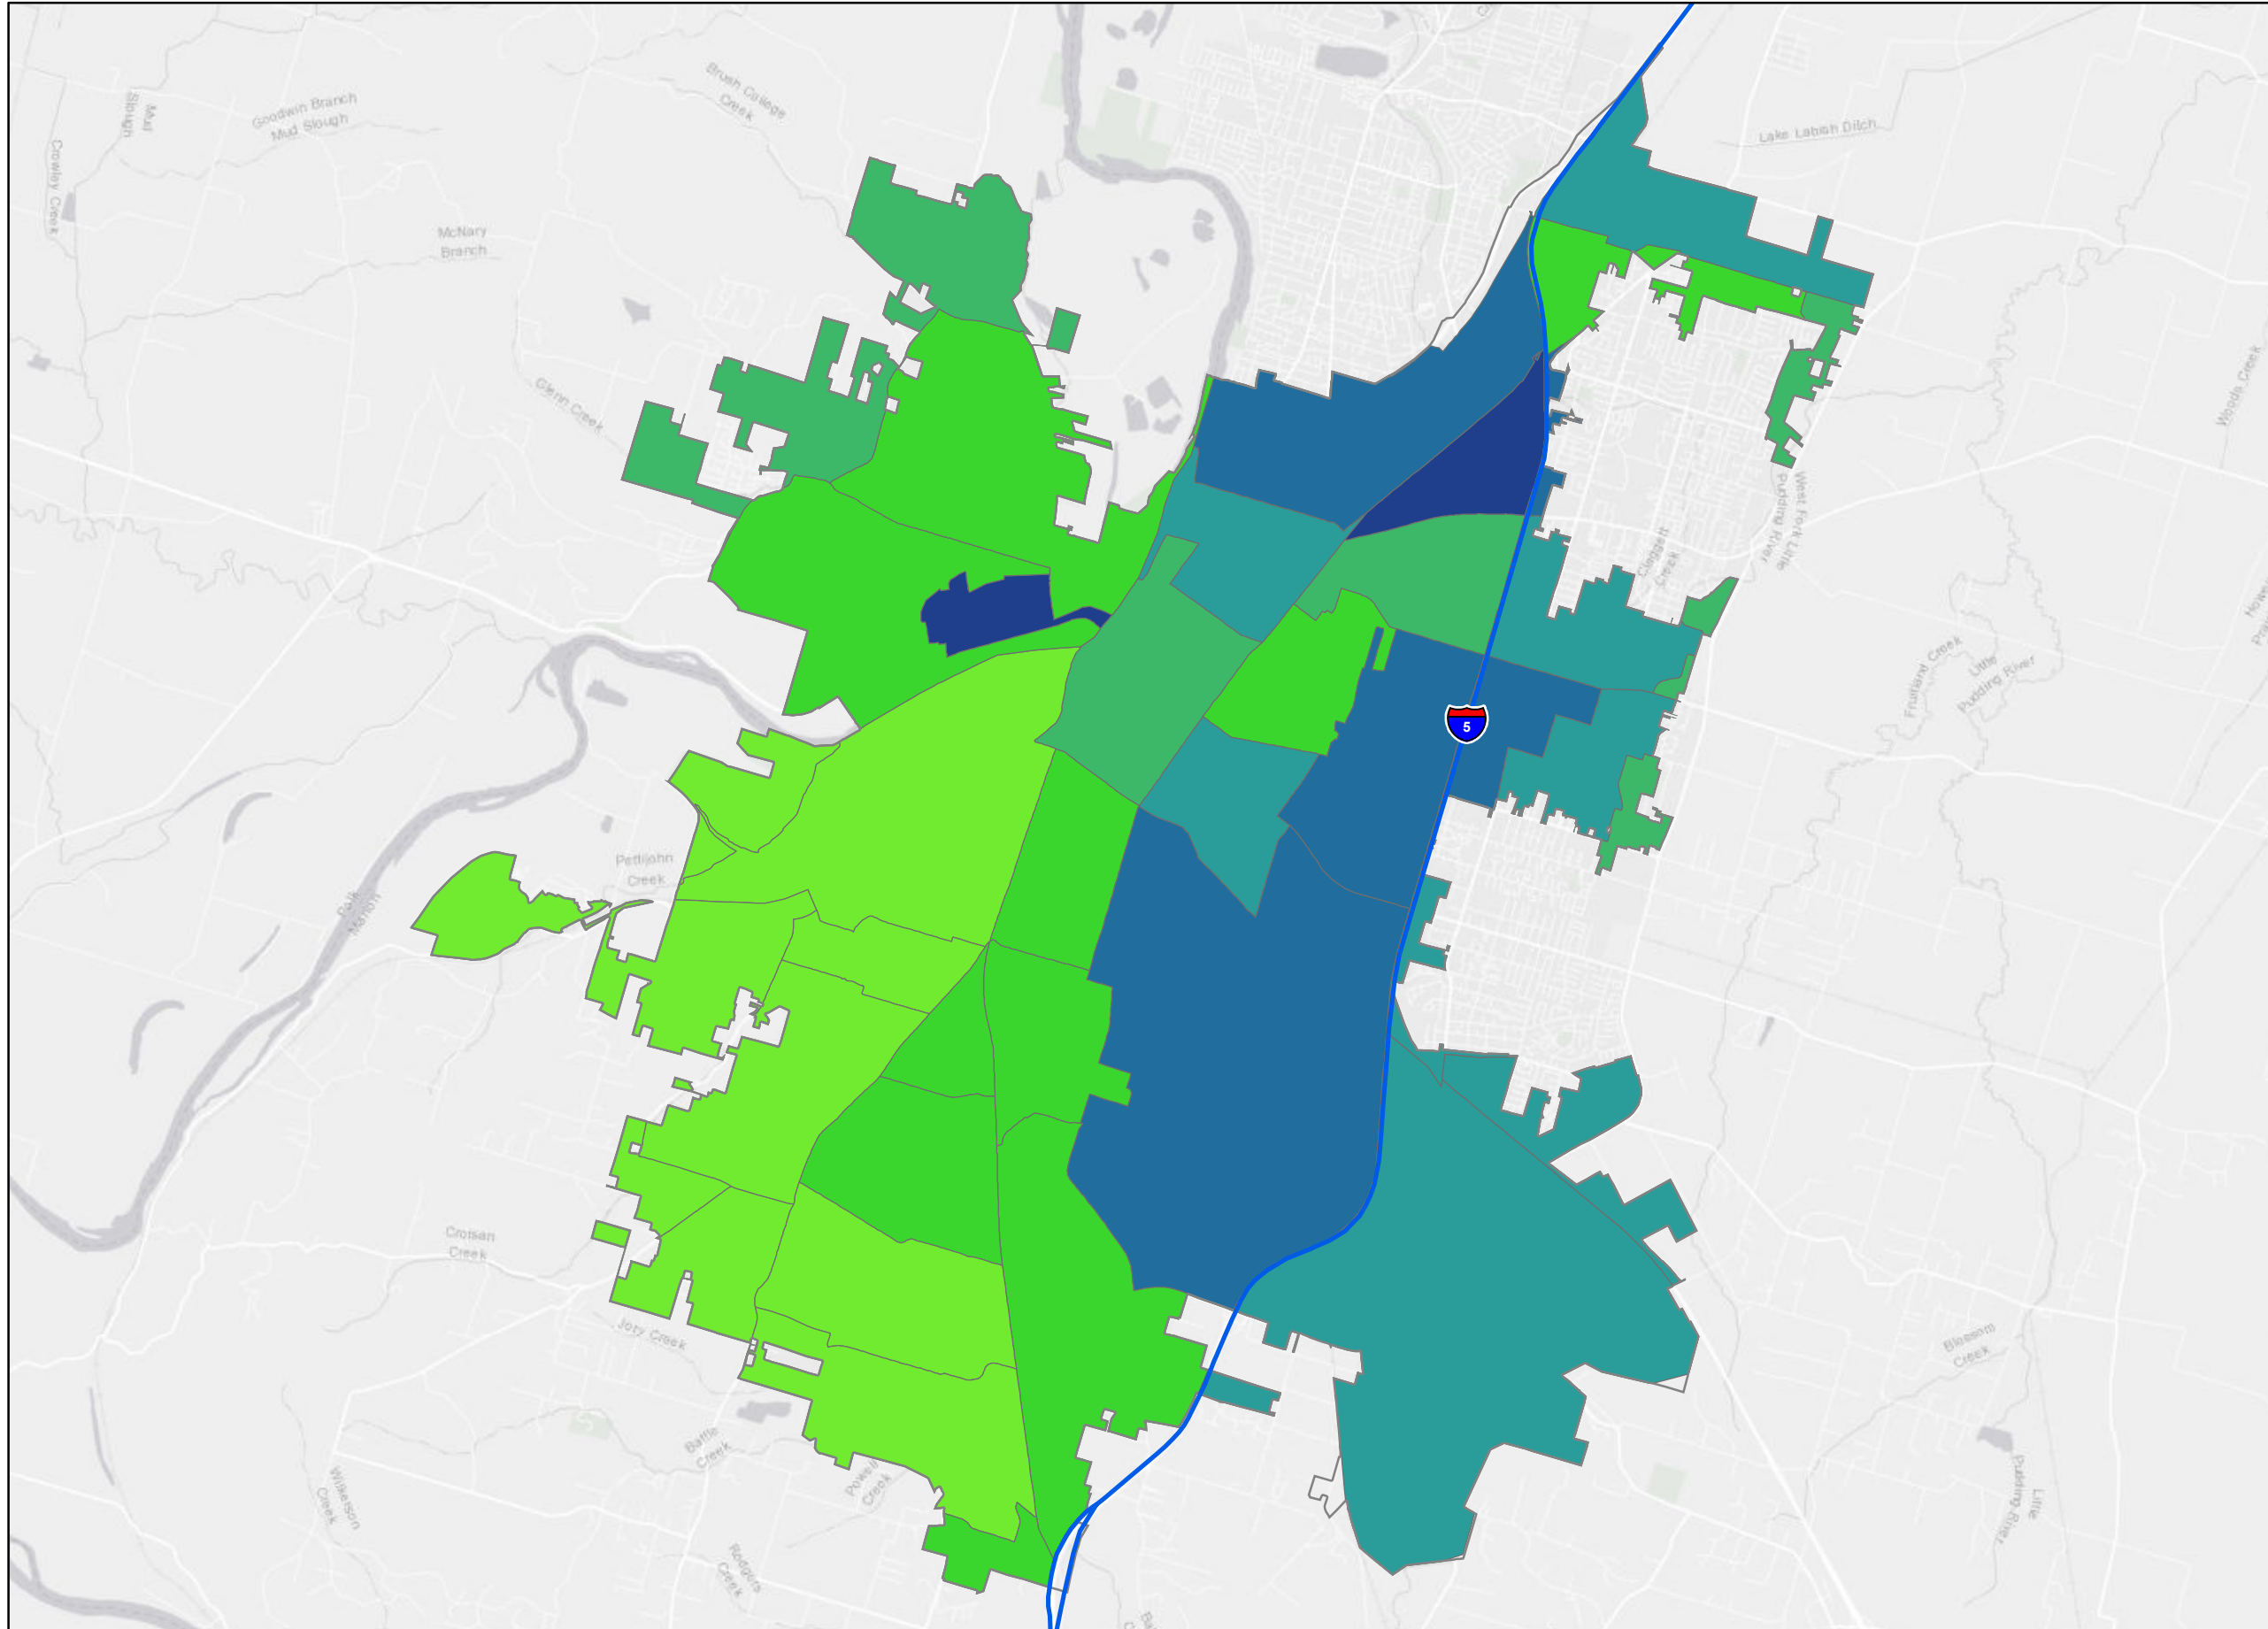 Brush College
Creek
Goodwin Branch
Mud Slough
Mud
Slough
Crowley Creek
Lake Labish Ditch
McNary
Branch
Glenn Creek
Woods Creek
West Fork Little
Pudding River
Claggett
Creek
Fruitland Creek
Little
Pudding River
5
Pettijohn
Creek
Croisan
Creek
Jory Creek
Battle
Creek
Powell
Creek
Wilkerson
Creek
Rodgers
Creek
Blossom
Creek
Little
Pudding River